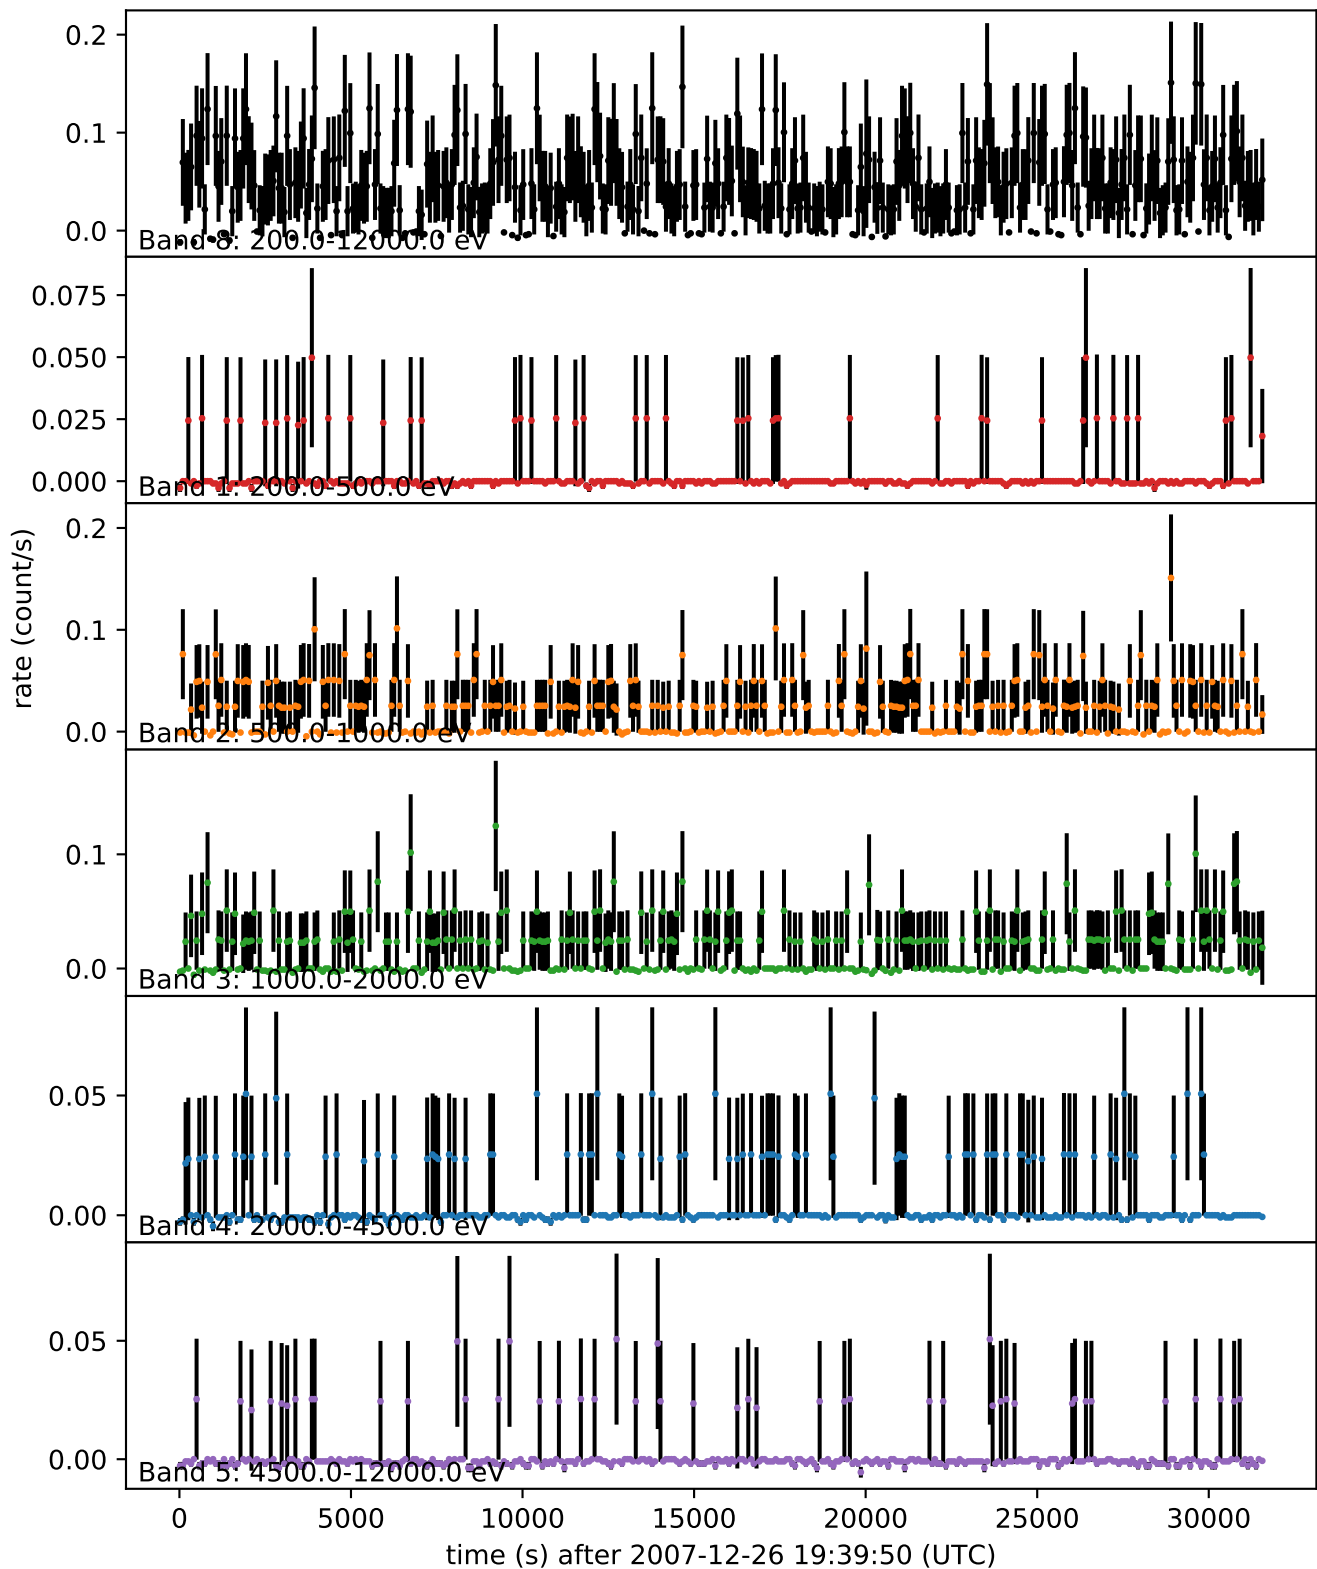 0.2
0.1
0.0
Band 8: 200.0-12000.0 eV
0.075
0.050
0.025
0.000
Band 1: 200.0-500.0 eV
rate (count/s)
0.2
0.1
0.0
Band 2: 500.0-1000.0 eV
0.1
0.0
Band 3: 1000.0-2000.0 eV
0.05
0.00
Band 4: 2000.0-4500.0 eV
0.05
0.00
Band 5: 4500.0-12000.0 eV
0 5000 10000 15000 20000 25000 30000
time (s) after 2007-12-26 19:39:50 (UTC)